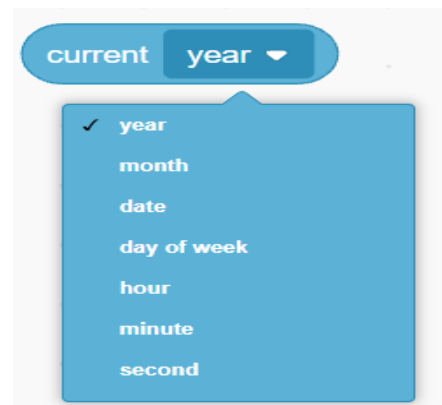 current year
year
month
date
day of week
hour
minute
second